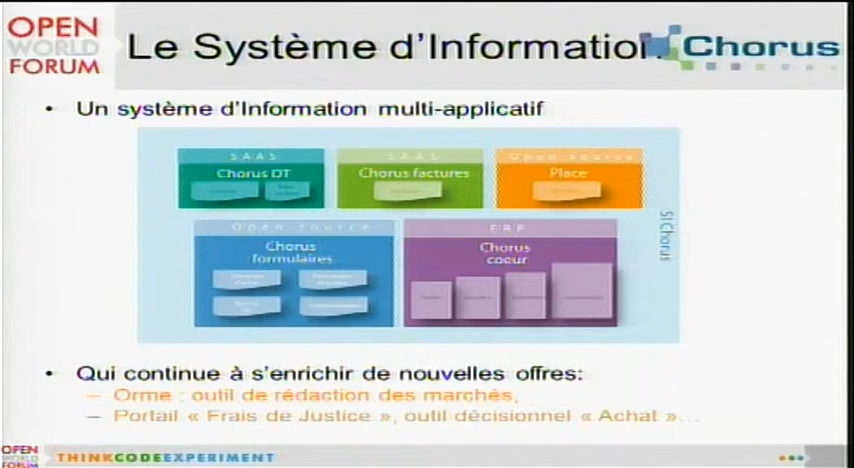 OPEN
WORLD
FORUM
Le Système d'Information
Chorus
• Un système d'Information multi-applicatif
SAAS
SAAS
Open source
Chorus DT
Chorus factures
Place
Open source
ERP
Chorus
formulaires
Chorus
coeur
SI Chorus
• Qui continue à s'enrichir de nouvelles offres:
– Orme : outil de rédaction des marchés,
– Portail « Frais de Justice », outil décisionnel « Achat »...
OPEN
WORLD
FORUM
THINKCODEEXPERIMENT